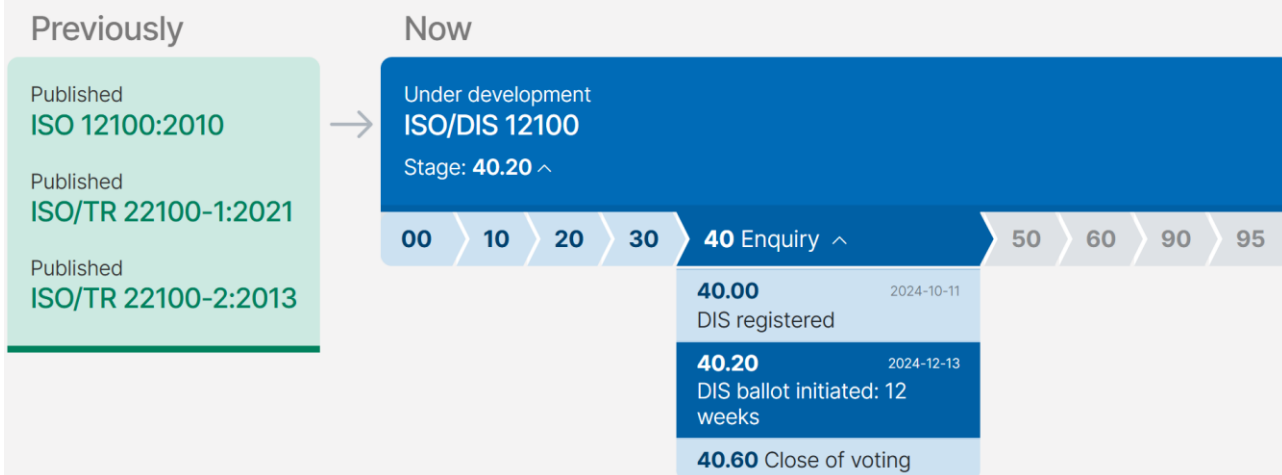 Previously
Published
ISO 12100:2010
Published
ISO/TR 22100-1:2021
Published
ISO/TR 22100-2:2013
Now
Under development
ISO/DIS 12100
Stage: 40.20
00 10 20 30 40 Enquiry 50 60 90 95
40.00 2024-10-11
DIS registered
40.20 2024-12-13
DIS ballot initiated: 12
weeks
40.60 Close of voting